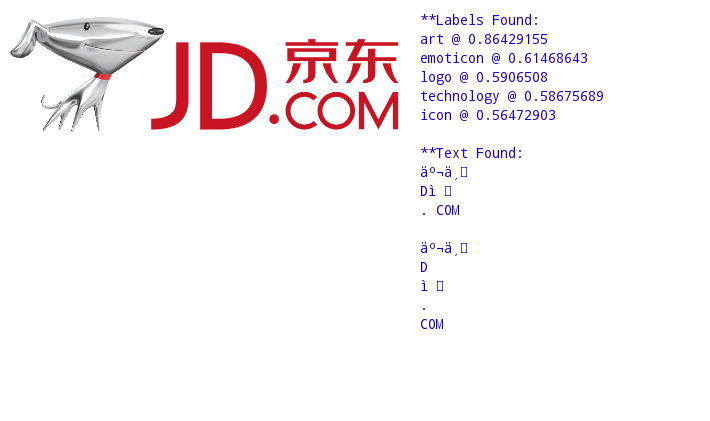 京东
JD.COM
**Labels Found:
art @ 0.86429155
emoticon @ 0.61468643
logo @ 0.5906508
technology @ 0.58675689
icon @ 0.56472903
**Text Found:
äº¬ä¸□
Dì □
. COM
äº¬ä¸□
D
ì □
.
COM